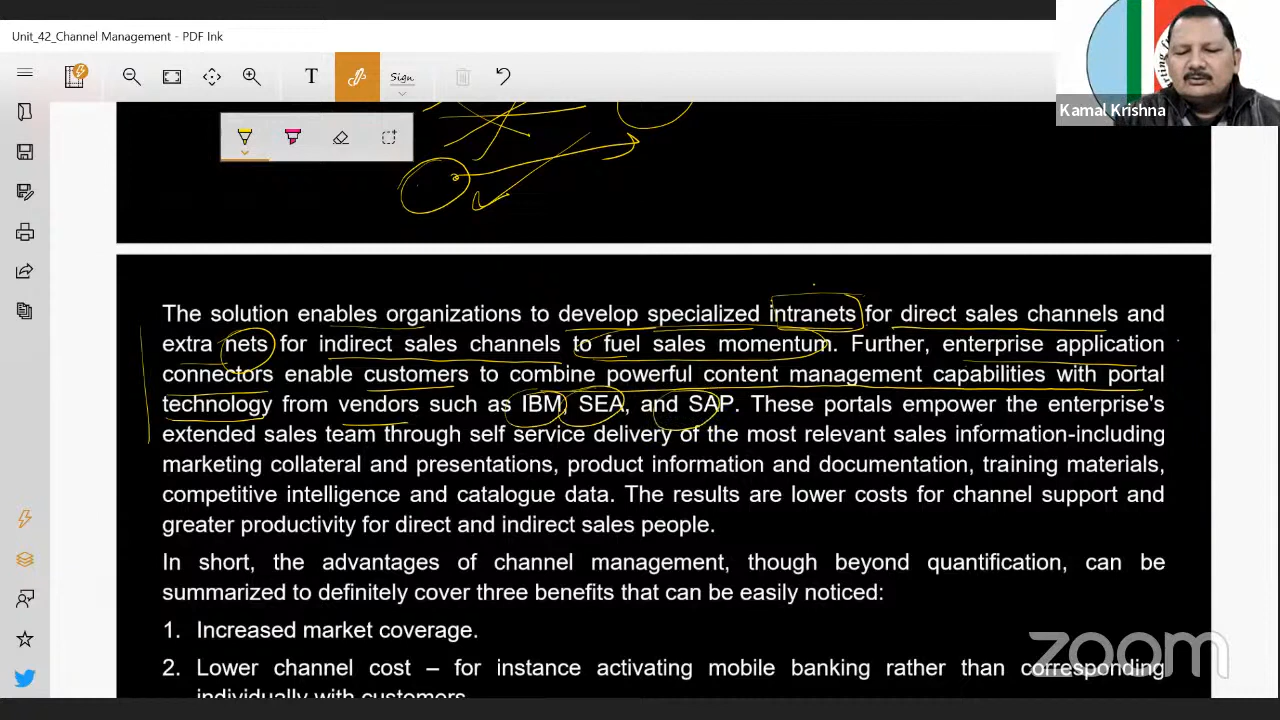 Unit_42_Channel Management - PDF Ink
T
Sign
Kamal Krishna
The solution enables organizations to develop specialized intranets for direct sales channels and
extra nets for indirect sales channels to fuel sales momentum. Further, enterprise application
connectors enable customers to combine powerful content management capabilities with portal
technology from vendors such as IBM, SEA, and SAP. These portals empower the enterprise's
extended sales team through self service delivery of the most relevant sales information-including
marketing collateral and presentations, product information and documentation, training materials,
competitive intelligence and catalogue data. The results are lower costs for channel support and
greater productivity for direct and indirect sales people.
In short, the advantages of channel management, though beyond quantification, can be
summarized to definitely cover three benefits that can be easily noticed:
1. Increased market coverage.
2. Lower channel cost – for instance activating mobile banking rather than corresponding
individually with customers
zoom